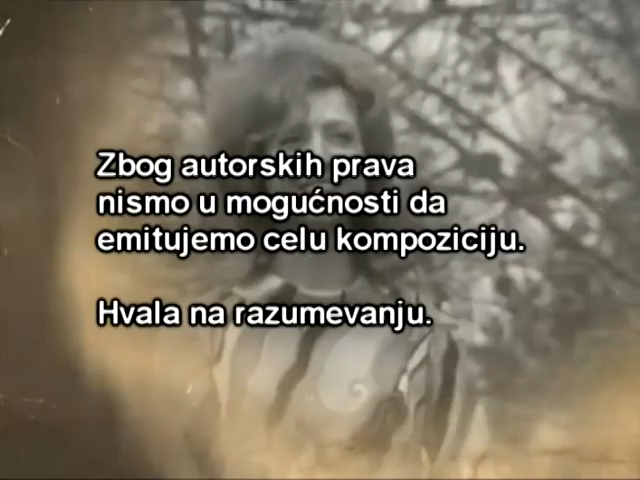 Zbog autorskih prava
nismo u mogućnosti da
emitujemo celu kompoziciju.
Hvala na razumevanju.